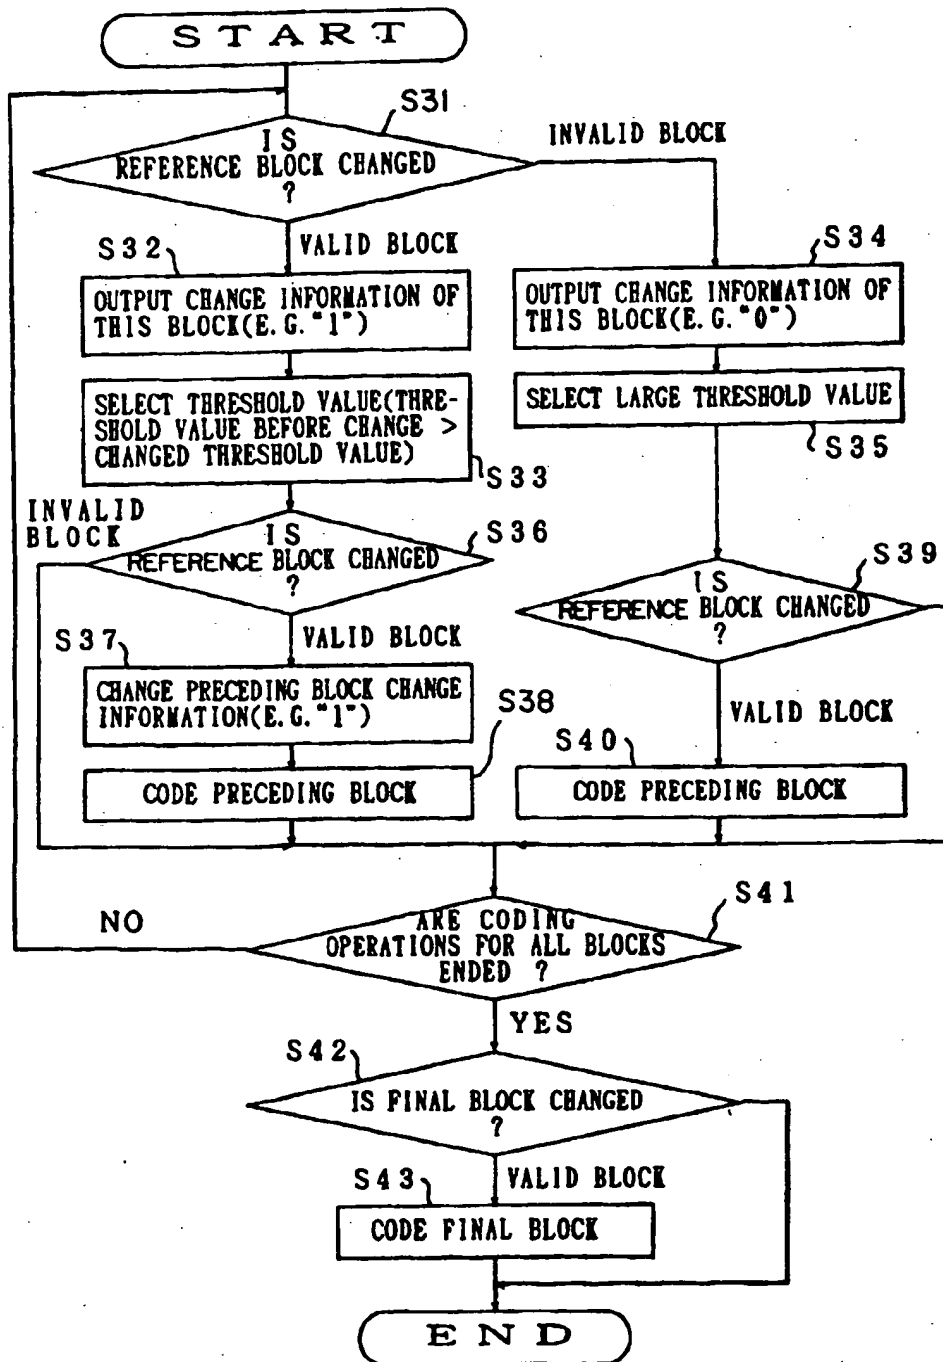 START
S31
IS
REFERENCE BLOCK CHANGED
?
INVALID BLOCK
S32
VALID BLOCK
S34
OUTPUT CHANGE INFORMATION OF
THIS BLOCK(E.G."1")
OUTPUT CHANGE INFORMATION OF
THIS BLOCK(E.G."0")
SELECT THRESHOLD VALUE(THRE-
SHOLD VALUE BEFORE CHANGE >
CHANGED THRESHOLD VALUE)
SELECT LARGE THRESHOLD VALUE
S35
S33
INVALID
BLOCK
IS
REFERENCE BLOCK CHANGED
?
S36
S39
IS
REFERENCE BLOCK CHANGED
?
S37
VALID BLOCK
CHANGE PRECEDING BLOCK CHANGE
INFORMATION(E.G."1")
S38
VALID BLOCK
S40
CODE PRECEDING BLOCK
CODE PRECEDING BLOCK
S41
NO
ARE CODING
OPERATIONS FOR ALL BLOCKS
ENDED ?
YES
S42
IS FINAL BLOCK CHANGED
?
S43
VALID BLOCK
CODE FINAL BLOCK
END